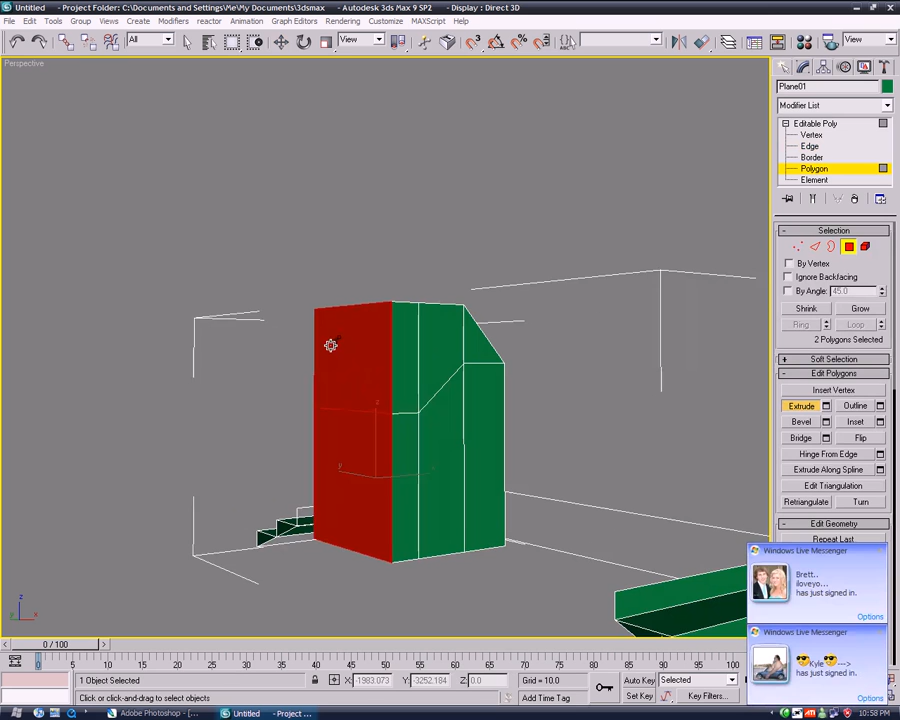 Untitled - Project Folder: C:\Documents and Settings\Me\My Documents\3dsmax - Autodesk 3ds Max 9 SP2 - Display : Direct 3D
File Edit Tools Group Views Create Modifiers reactor Animation Graph Editors Rendering Customize MAXScript Help
All View View
Perspective
Plane01
Modifier List
Editable Poly
Vertex
Edge
Border
Polygon
Element
Selection
By Vertex
Ignore Backfacing
By Angle: 45.0
Shrink Grow
Ring Loop
2 Polygons Selected
Soft Selection
Edit Polygons
Insert Vertex
Extrude Outline
Bevel Inset
Bridge Flip
Hinge From Edge
Extrude Along Spline
Edit Triangulation
Retriangulate Turn
Edit Geometry
Repeat Last
Windows Live Messenger
Brett..
iloveyo...
has just signed in.
Options
Windows Live Messenger
Kyle --->
has just signed in.
Options
z
y
z
x
0 / 100
0 5 10 15 20 25 30 35 40 45 50 55 60 65 70 75 80 85 90 95 100
1 Object Selected X: -1983.073 Y: -3252.184 Z: 0.0 Grid = 10.0 Auto Key Selected
Click or click-and-drag to select objects Add Time Tag Set Key Key Filters...
start Adobe Photoshop - [... Untitled - Project ... 10:58 PM